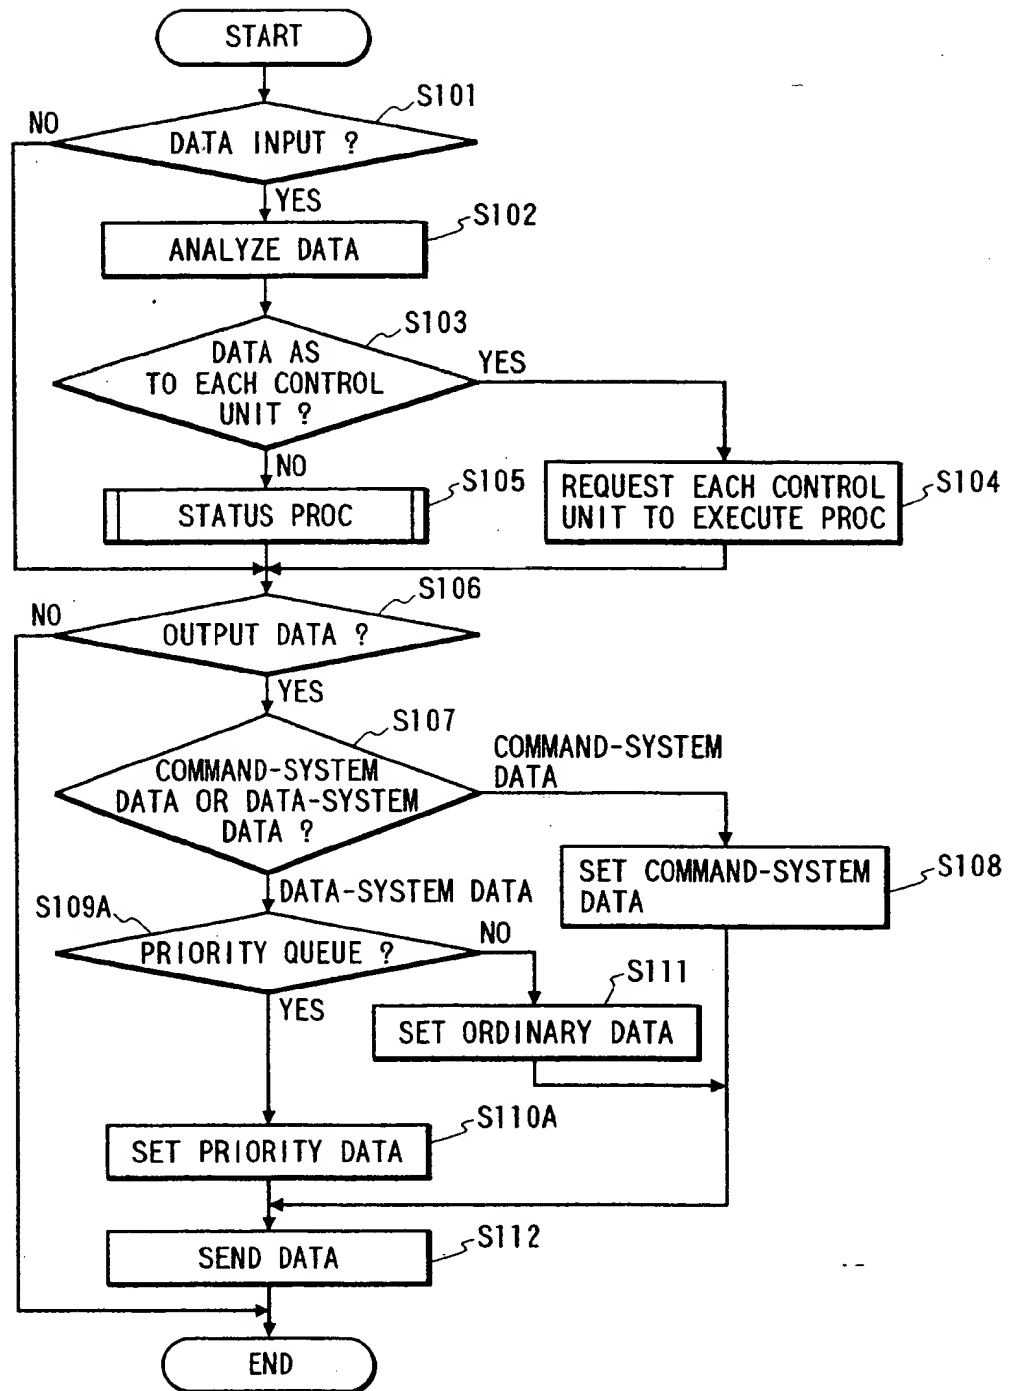 START
S101
NO
DATA INPUT ?
YES
S102
ANALYZE DATA
S103
DATA AS
TO EACH CONTROL
UNIT ?
YES
NO
S105
STATUS PROC
REQUEST EACH CONTROL
UNIT TO EXECUTE PROC
S104
S106
NO
OUTPUT DATA ?
YES
S107
COMMAND-SYSTEM
DATA OR DATA-SYSTEM
DATA ?
COMMAND-SYSTEM
DATA
SET COMMAND-SYSTEM
DATA
S108
DATA-SYSTEM DATA
S109A
PRIORITY QUEUE ?
NO
YES
S111
SET ORDINARY DATA
S110A
SET PRIORITY DATA
S112
SEND DATA
END